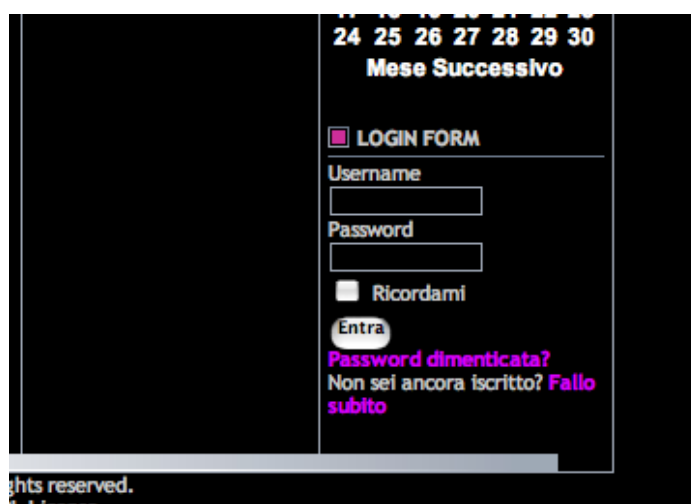 24 25 26 27 28 29 30
Mese Successivo
LOGIN FORM
Username
Password
Ricordami
Entra
Password dimenticata?
Non sei ancora iscritto? Fallo
subito
ghts reserved.